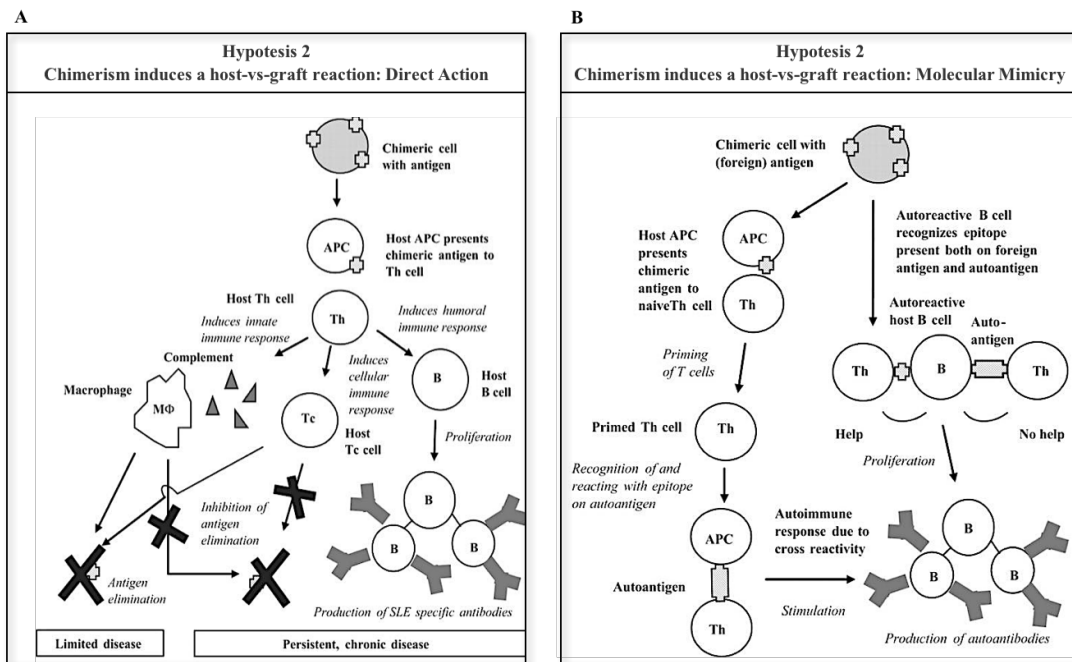 A
Hypotesis 2
Chimerism induces a host-vs-graft reaction: Direct Action
Chimeric cell
with antigen
APC
Host APC presents
chimeric antigen to
Th cell
Host Th cell
Th
Induces innate
immune response
Induces humoral
immune response
Complement
Macrophage
MΦ
Induces
cellular
immune
response
B
Host
B cell
Tc
Host
Tc cell
Proliferation
Inhibition of
antigen
elimination
B
B
B
Antigen
elimination
Production of SLE specific antibodies
Limited disease
Persistent, chronic disease
B
Hypotesis 2
Chimerism induces a host-vs-graft reaction: Molecular Mimicry
Chimeric cell with
(foreign) antigen
Host APC
presents
chimeric
antigen to
naiveTh cell
APC
Th
Autoreactive B cell
recognizes epitope
present both on foreign
antigen and autoantigen
Autoreactive
host B cell
Auto-
antigen
Th
B
Th
Priming
of T cells
Help
No help
Primed Th cell
Th
Proliferation
Recognition of and
reacting with epitope
on autoantigen
Autoimmune
response due to
cross reactivity
APC
Autoantigen
Th
Stimulation
B
B
B
Production of autoantibodies